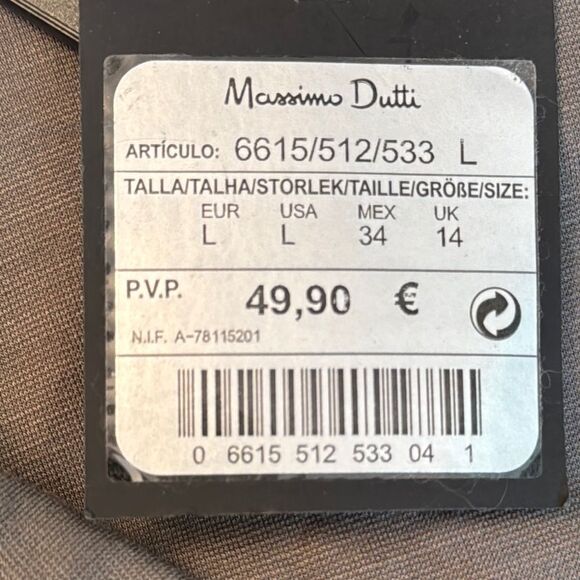 Massimo Dutti
ARTÍCULO: 6615/512/533 L
TALLA/TALHA/STORLEK/TAILLE/GRÖßE/SIZE:
EUR USA MEX UK
L L 34 14
P.V.P. 49,90 €
N.I.F. A-78115201
0 6615 512 533 04 1